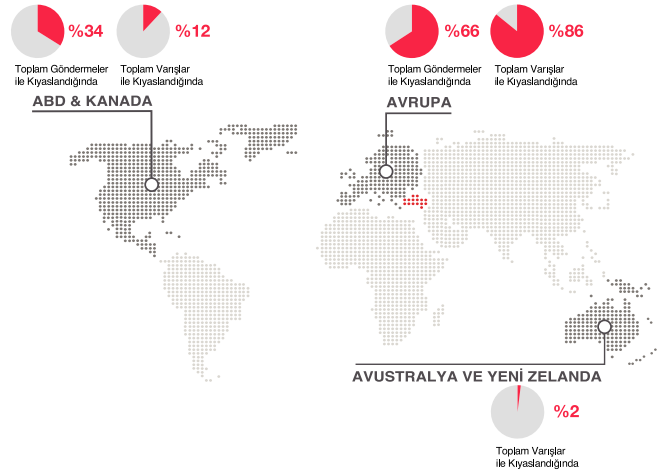 %34
Toplam Göndermeler
ile Kıyaslandığında
%12
Toplam Varışlar
ile Kıyaslandığında
ABD & KANADA
%66
Toplam Göndermeler
ile Kıyaslandığında
%86
Toplam Varışlar
ile Kıyaslandığında
AVRUPA
AVUSTRALYA VE YENİ ZELANDA
%2
Toplam Varışlar
ile Kıyaslandığında